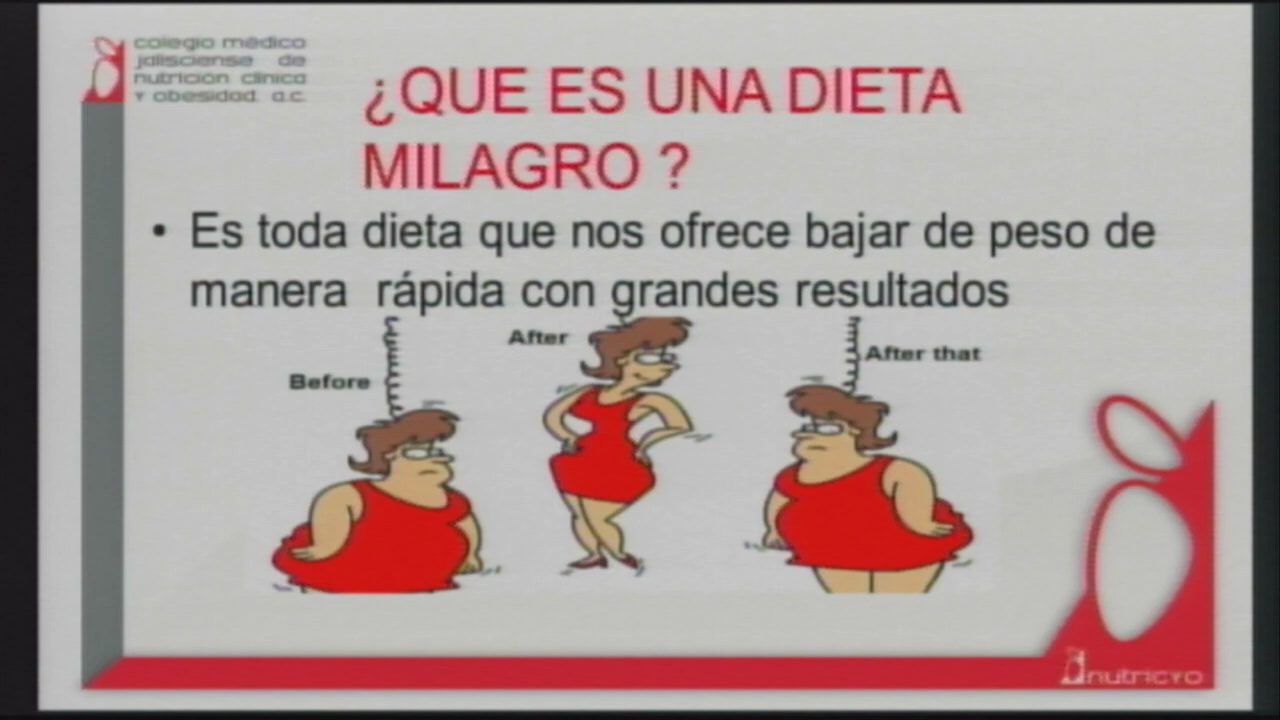 colegio médico
jalisciense de
nutrición clínica
y obesidad. a.c.
¿QUE ES UNA DIETA
MILAGRO ?
• Es toda dieta que nos ofrece bajar de peso de
manera rápida con grandes resultados
After
After that
Before
nutricyo